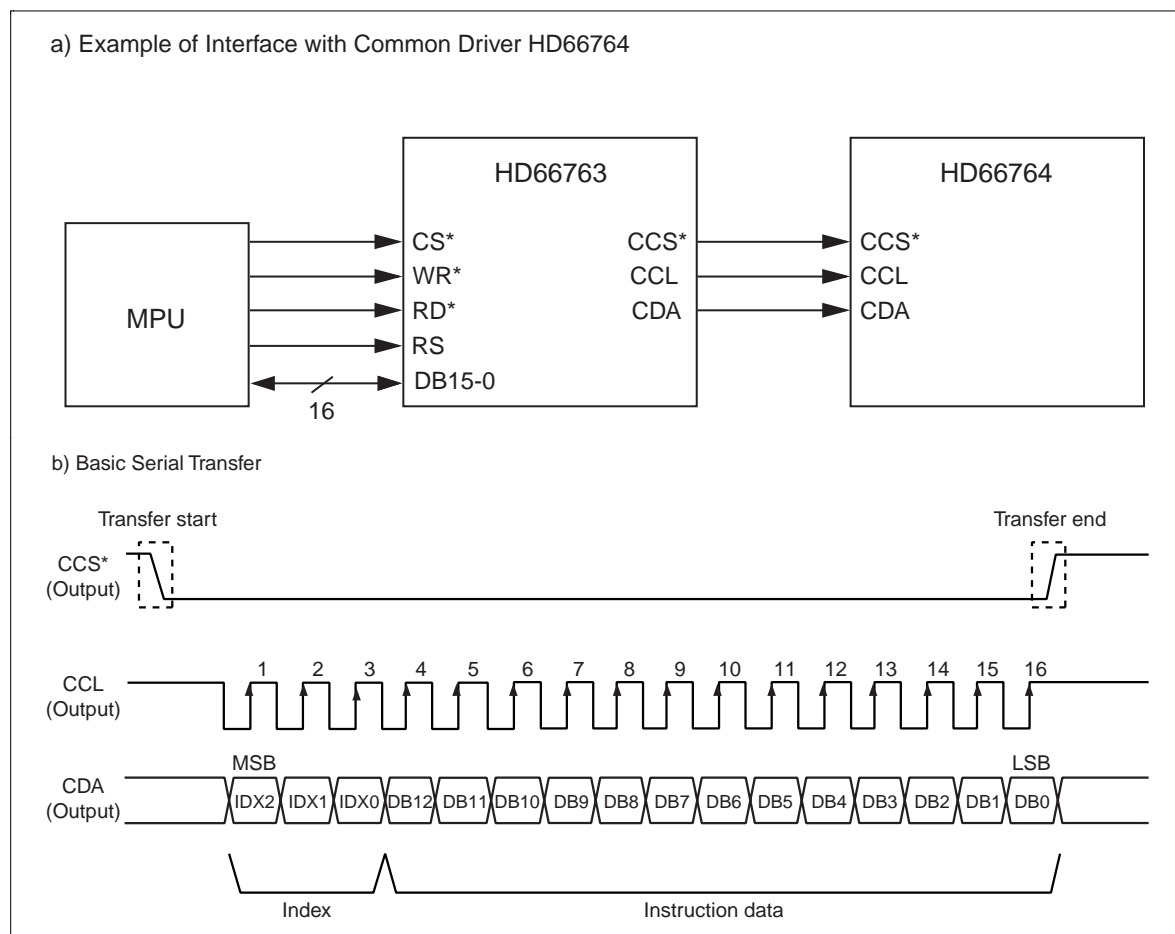 a) Example of Interface with Common Driver HD66764
HD66763
HD66764
MPU
CS*
WR*
RD*
RS
DB15-0
16
CCS*
CCL
CDA
CCS*
CCL
CDA
b) Basic Serial Transfer
Transfer start
Transfer end
CCS*
(Output)
1 2 3 4 5 6 7 8 9 10 11 12 13 14 15 16
CCL
(Output)
MSB
LSB
CDA
(Output)
IDX2 IDX1 IDX0 DB12 DB11 DB10 DB9 DB8 DB7 DB6 DB5 DB4 DB3 DB2 DB1 DB0
Index
Instruction data